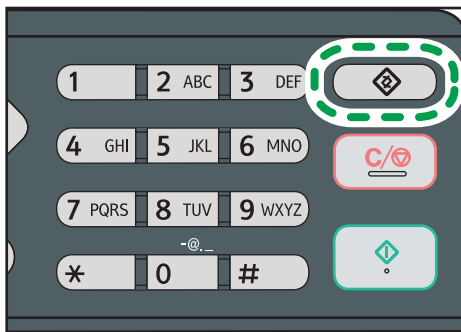 1 2 ABC 3 DEF
4 GHI 5 JKL 6 MNO
C/
7 PQRS 8 TUV 9 WXYZ
-@._
* 0 #